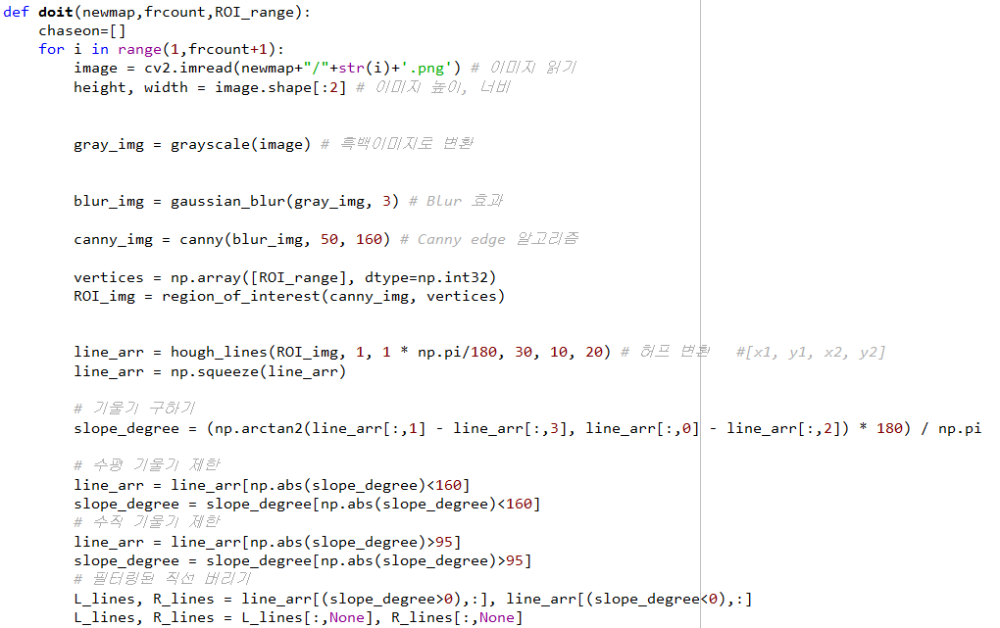 def doit(newmap,frcount,ROI_range):
    chaseon=[]
    for i in range(1,frcount+1):
        image = cv2.imread(newmap+"/"+str(i)+'.png') # 이미지 읽기
        height, width = image.shape[:2] # 이미지 높이, 너비
        gray_img = grayscale(image) # 흑백이미지로 변환
        blur_img = gaussian_blur(gray_img, 3) # Blur 효과
        canny_img = canny(blur_img, 50, 160) # Canny edge 알고리즘
        vertices = np.array([ROI_range], dtype=np.int32)
        ROI_img = region_of_interest(canny_img, vertices)
        line_arr = hough_lines(ROI_img, 1, 1 * np.pi/180, 30, 10, 20) # 허프 변환   #[x1, y1, x2, y2]
        line_arr = np.squeeze(line_arr)
        # 기울기 구하기
        slope_degree = (np.arctan2(line_arr[:,1] - line_arr[:,3], line_arr[:,0] - line_arr[:,2]) * 180) / np.pi
        # 수평 기울기 제한
        line_arr = line_arr[np.abs(slope_degree)<160]
        slope_degree = slope_degree[np.abs(slope_degree)<160]
        # 수직 기울기 제한
        line_arr = line_arr[np.abs(slope_degree)>95]
        slope_degree = slope_degree[np.abs(slope_degree)>95]
        # 필터링된 직선 버리기
        L_lines, R_lines = line_arr[(slope_degree>0),:], line_arr[(slope_degree<0),:]
        L_lines, R_lines = L_lines[:,None], R_lines[:,None]